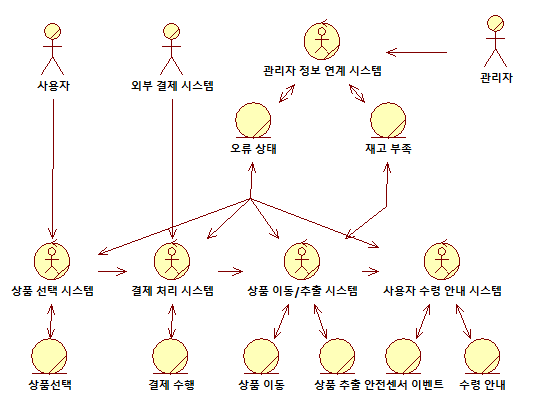 관리자 정보 연계 시스템
사용자
외부 결제 시스템
관리자
오류 상태
재고 부족
상품 선택 시스템
결제 처리 시스템
상품 이동/추출 시스템
사용자 수령 안내 시스템
상품선택
결제 수행
상품 이동
상품 추출
안전센서 이벤트
수령 안내